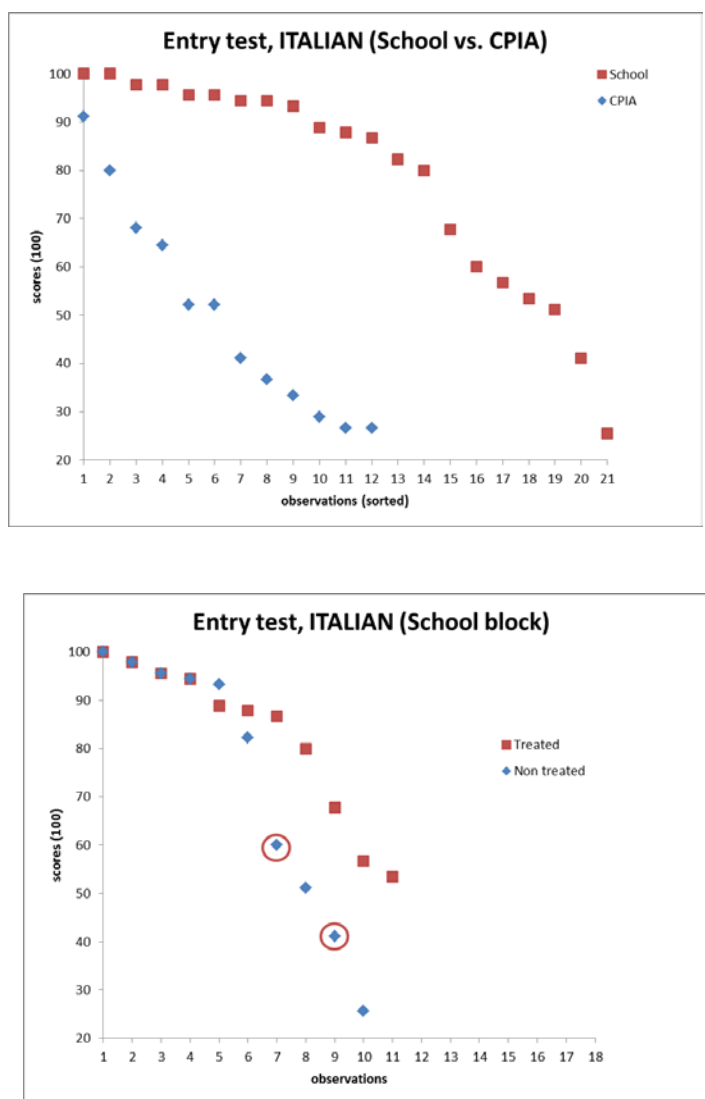 Entry test, ITALIAN (School vs. CPIA)
100
90
80
70
60
50
40
30
20
scores (100)
School
CPIA
1 2 3 4 5 6 7 8 9 10 11 12 13 14 15 16 17 18 19 20 21
observations (sorted)
Entry test, ITALIAN (School block)
100
90
80
70
60
50
40
30
20
scores (100)
Treated
Non treated
1 2 3 4 5 6 7 8 9 10 11 12 13 14 15 16 17 18
observations